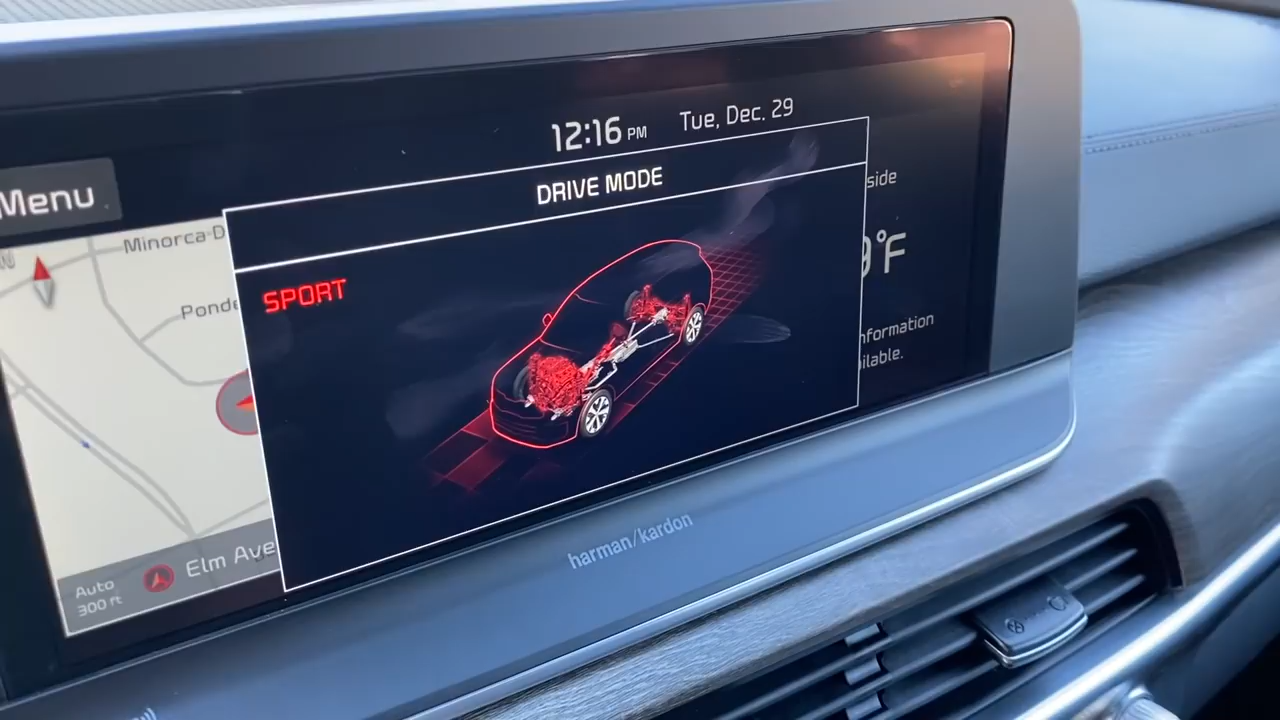 12:16 PM Tue, Dec. 29
Menu
DRIVE MODE
SPORT
Minorca D
N
Ponde
side
9°F
nformation
ilable.
Elm Ave
Auto
300 ft
harman/kardon